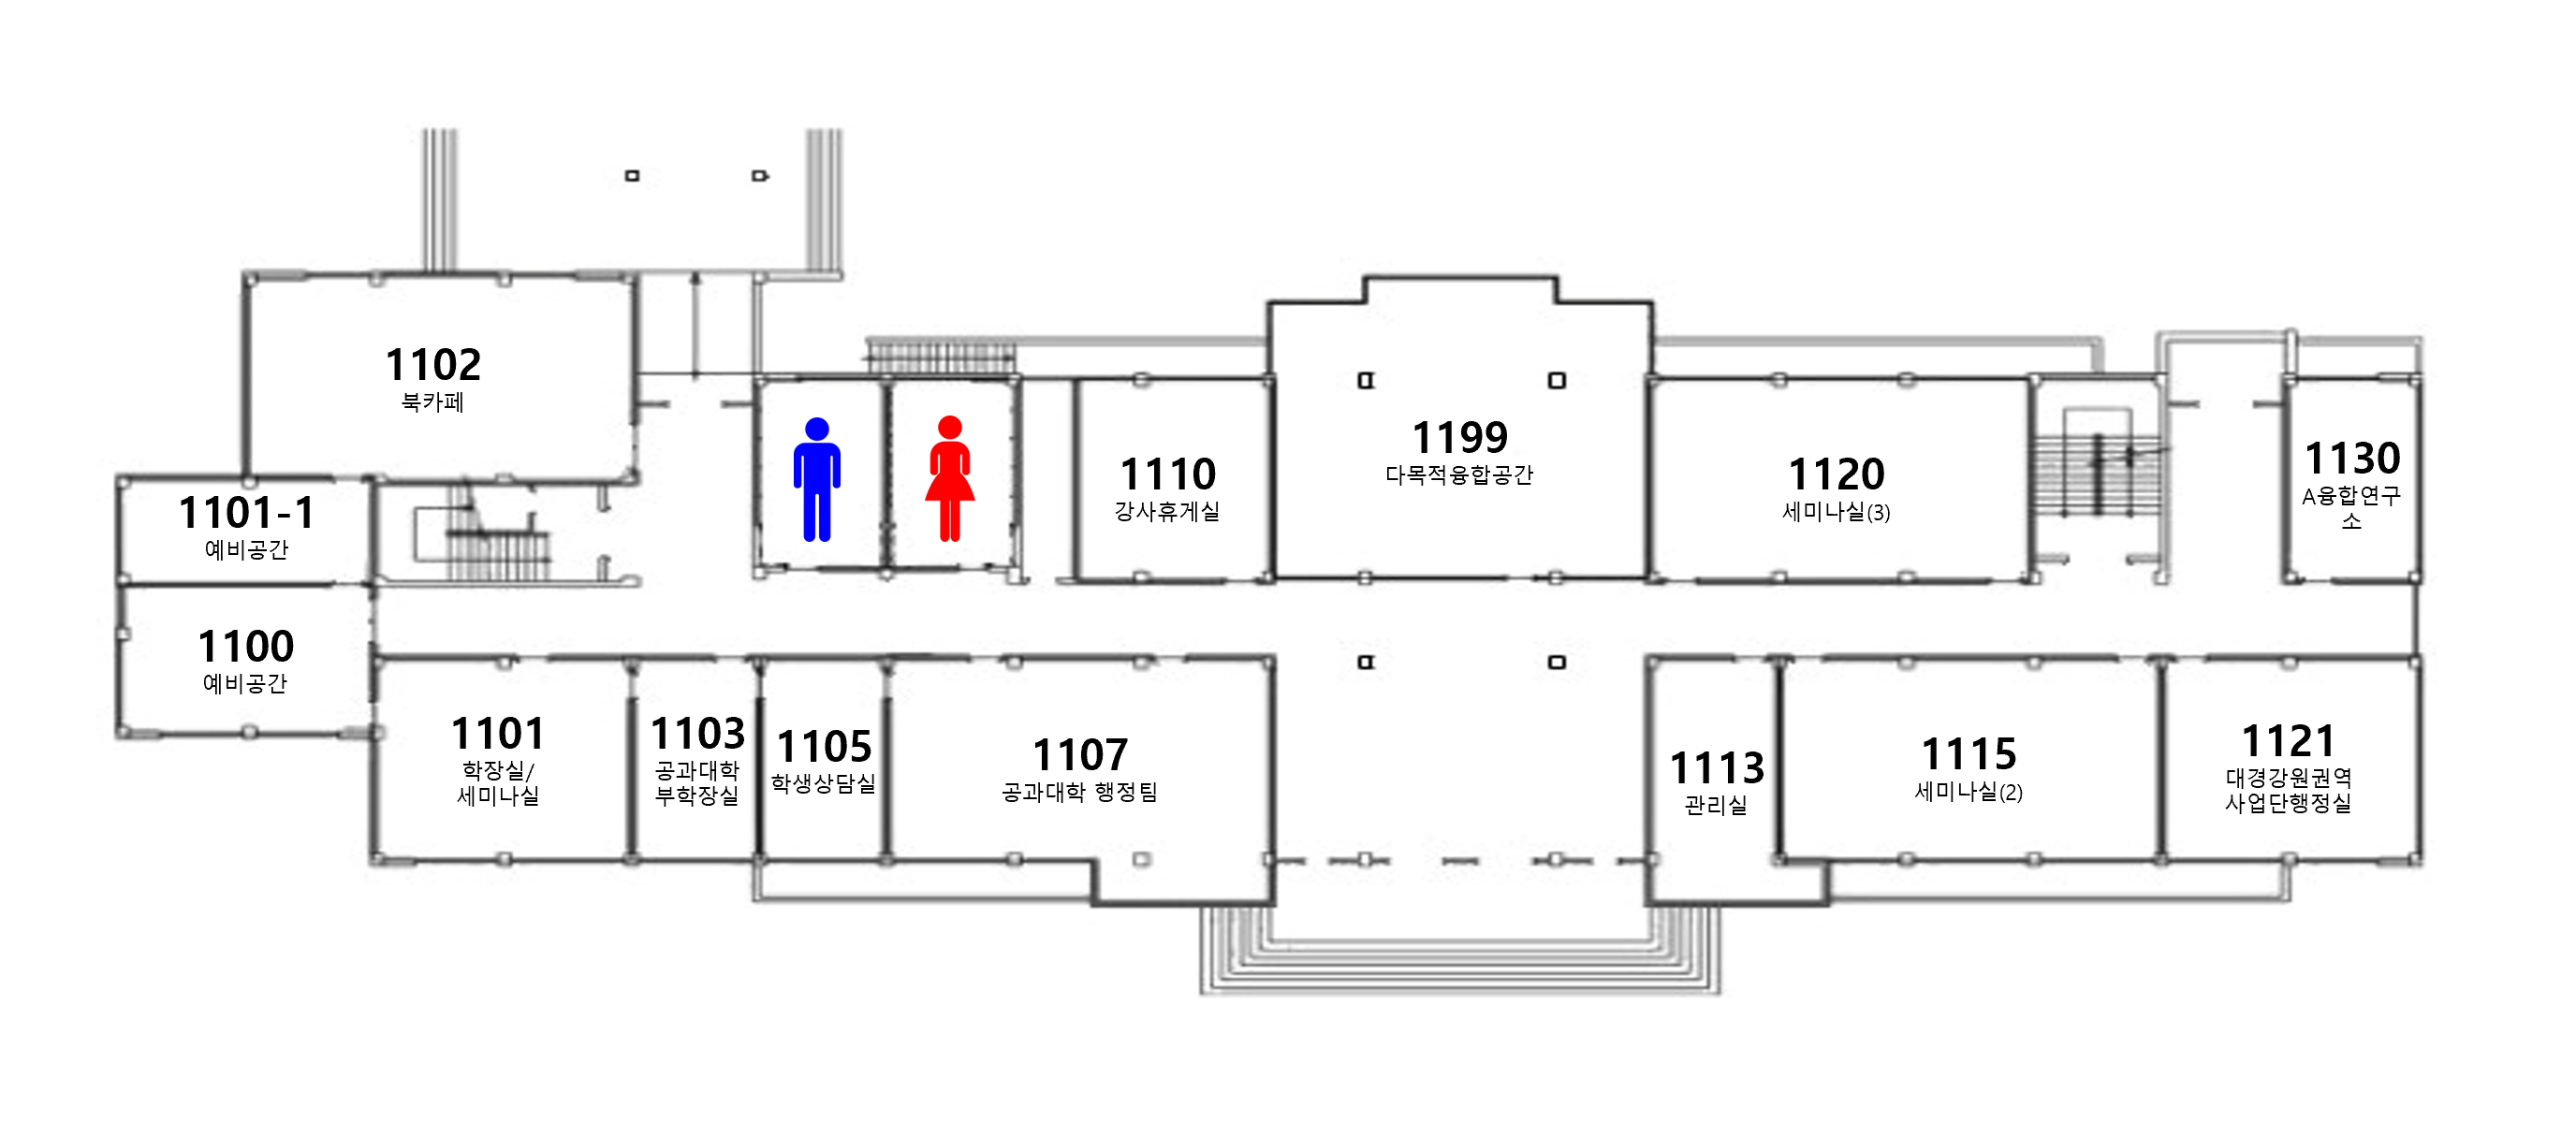 1102
북카페
1101-1
예비공간
1100
예비공간
1110
강사휴게실
1199
다목적융합공간
1120
세미나실(3)
1130
A융합연구
소
1101
학장실/
세미나실
1103
공과대학
부학장실
1105
학생상담실
1107
공과대학 행정팀
1113
관리실
1115
세미나실(2)
1121
대경강원권역
사업단행정실